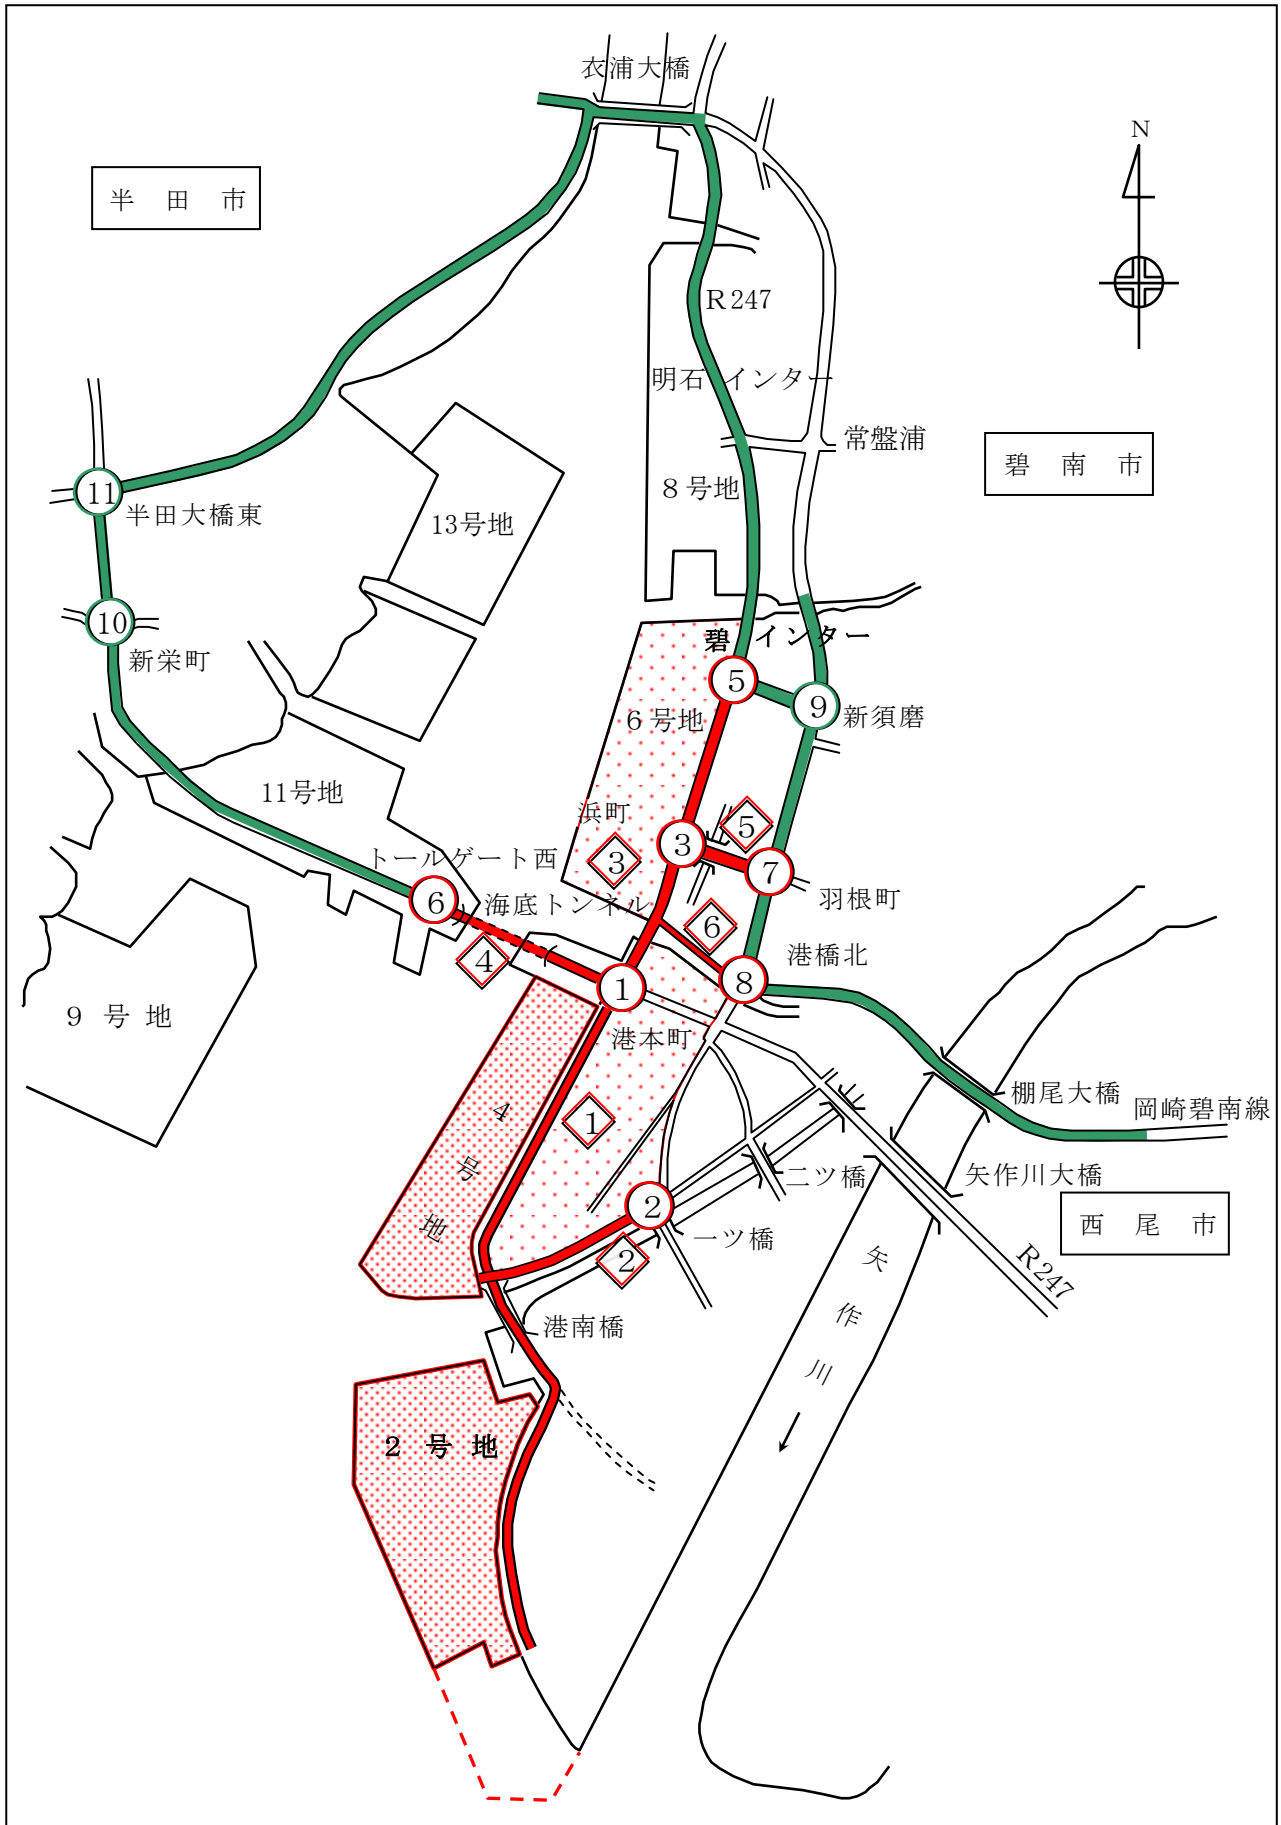 衣浦大橋
N
半田市
R247
明石インター
常盤浦
碧南市
8号地
11
半田大橋東
13号地
10
新栄町
碧インター
5
9
新須磨
6号地
11号地
浜町
5
3
3
7
トールゲート西
羽根町
6
海底トンネル
6
港橋北
4
8
1
9号地
港本町
棚尾大橋
岡崎碧南線
4号地
1
二ツ橋
矢作川大橋
西尾市
2
一ツ橋
2
R247
矢作川
港南橋
2号地